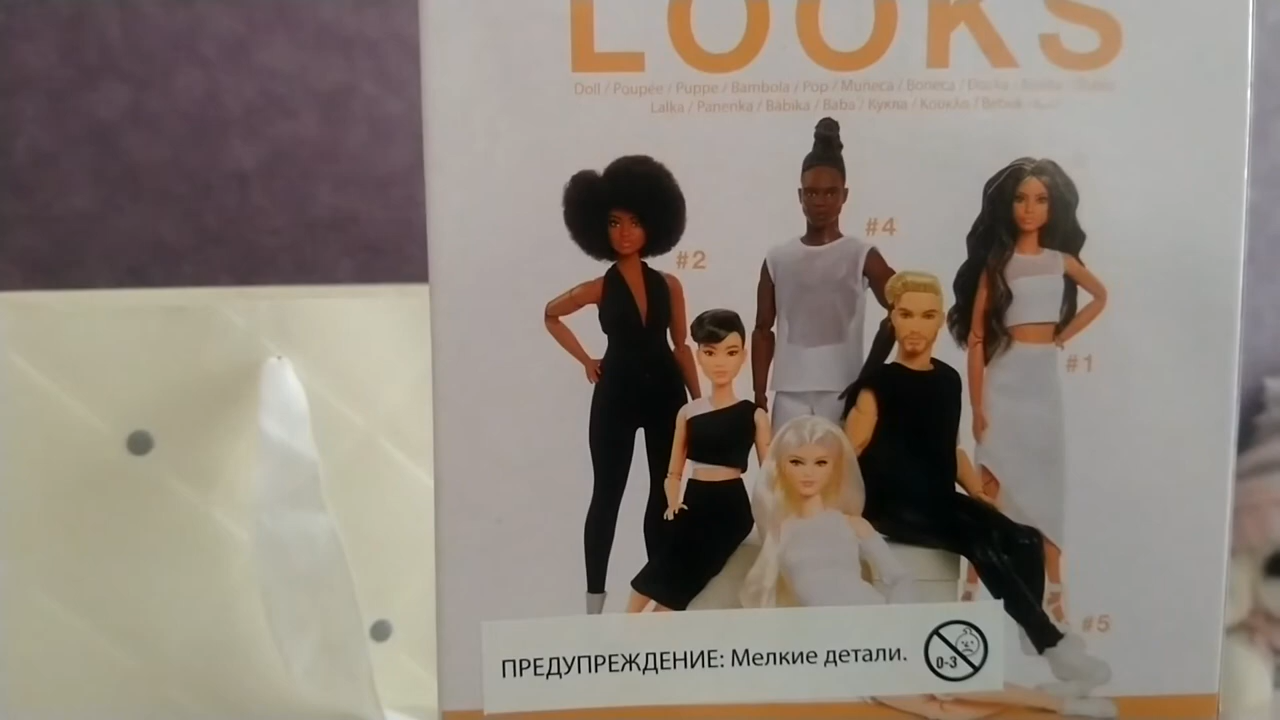 LOOKS
Doll / Poupée / Puppe / Bambola / Pop / Muñeca / Boneca /
Lalka / Panenka / Bábika / Baba / Кукла / Κούκλα / Bebek
#4
#2
#1
#5
ПРЕДУПРЕЖДЕНИЕ: Мелкие детали.
0-3